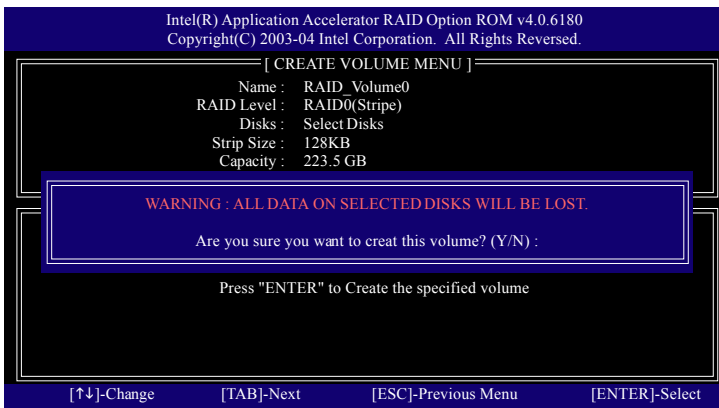 Intel(R) Application Accelerator RAID Option ROM v4.0.6180
Copyright(C) 2003-04 Intel Corporation. All Rights Reversed.
[ CREATE VOLUME MENU ]
Name : RAID_Volume0
RAID Level : RAID0(Stripe)
Disks : Select Disks
Strip Size : 128KB
Capacity : 223.5 GB
WARNING : ALL DATA ON SELECTED DISKS WILL BE LOST.
Are you sure you want to creat this volume? (Y/N) :
Press "ENTER" to Create the specified volume
[↑↓]-Change [TAB]-Next [ESC]-Previous Menu [ENTER]-Select